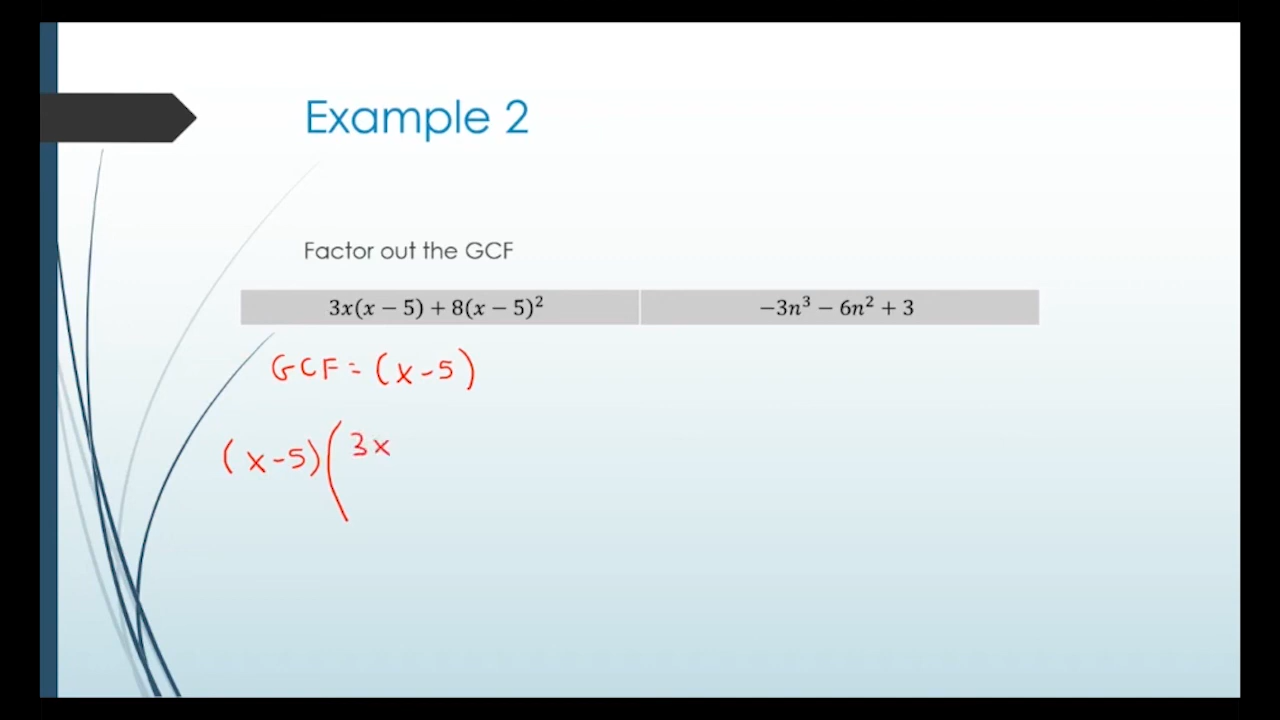 Example 2
Factor out the GCF
3x(x − 5) + 8(x − 5)² −3n³ − 6n² + 3
GCF = (x-5)
(x-5)(3x